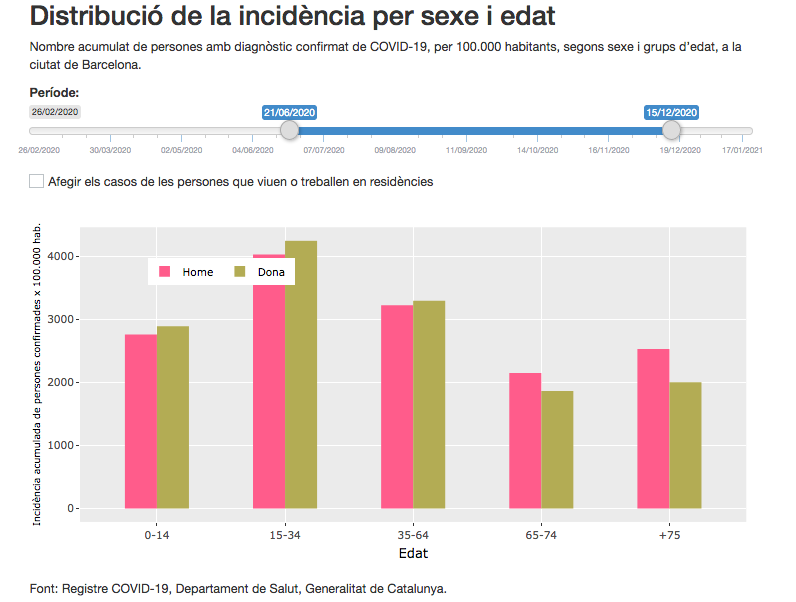 Distribució de la incidència per sexe i edat
Nombre acumulat de persones amb diagnòstic confirmat de COVID-19, per 100.000 habitants, segons sexe i grups d'edat, a la
ciutat de Barcelona.
Període:
26/02/2020 21/06/2020 15/12/2020
26/02/2020 30/03/2020 02/05/2020 04/06/2020 07/07/2020 09/08/2020 11/09/2020 14/10/2020 16/11/2020 19/12/2020 17/01/2021
Afegir els casos de les persones que viuen o treballen en residències
Incidència acumulada de persones confirmades x 100.000 hab.
4000
3000
2000
1000
0
Home Dona
0-14 15-34 35-64 65-74 +75
Edat
Font: Registre COVID-19, Departament de Salut, Generalitat de Catalunya.